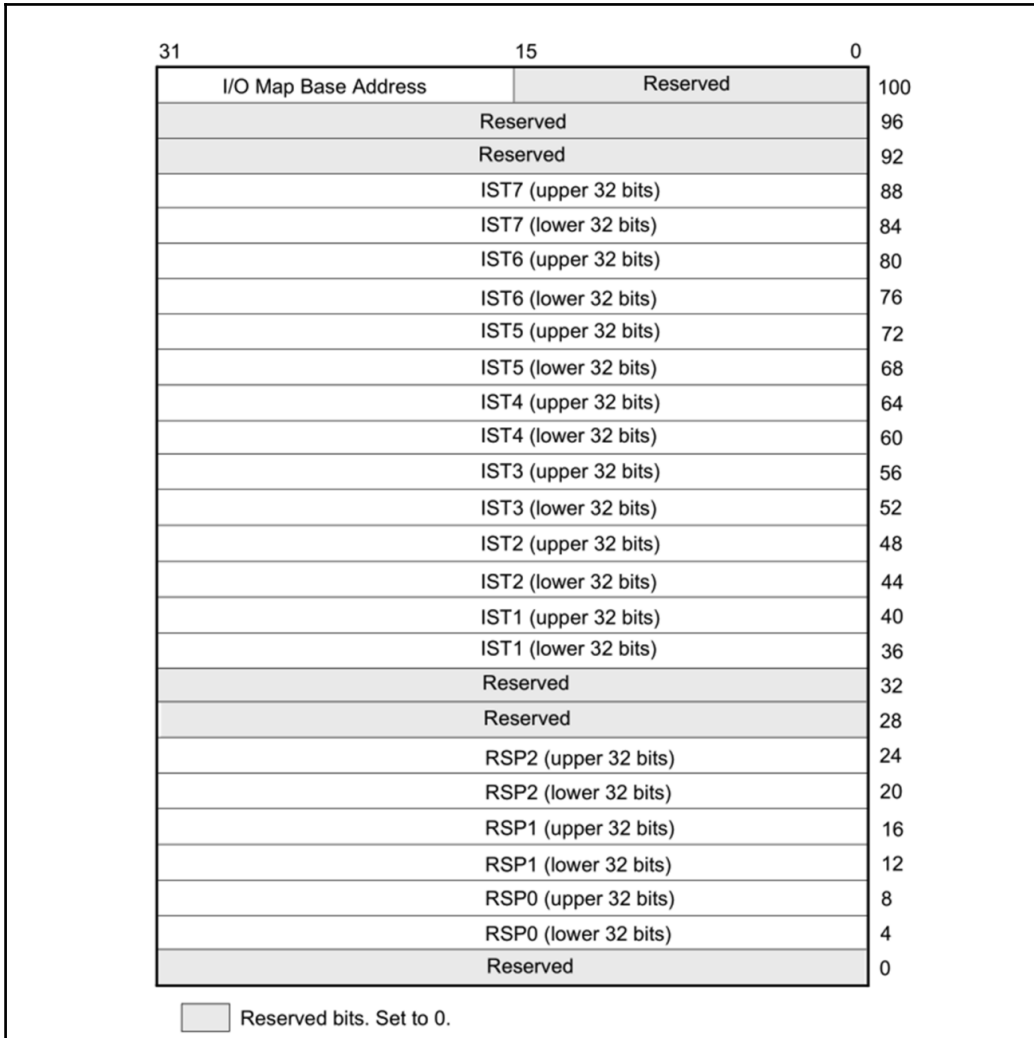 31 15 0
I/O Map Base Address Reserved 100
Reserved 96
Reserved 92
IST7 (upper 32 bits) 88
IST7 (lower 32 bits) 84
IST6 (upper 32 bits) 80
IST6 (lower 32 bits) 76
IST5 (upper 32 bits) 72
IST5 (lower 32 bits) 68
IST4 (upper 32 bits) 64
IST4 (lower 32 bits) 60
IST3 (upper 32 bits) 56
IST3 (lower 32 bits) 52
IST2 (upper 32 bits) 48
IST2 (lower 32 bits) 44
IST1 (upper 32 bits) 40
IST1 (lower 32 bits) 36
Reserved 32
Reserved 28
RSP2 (upper 32 bits) 24
RSP2 (lower 32 bits) 20
RSP1 (upper 32 bits) 16
RSP1 (lower 32 bits) 12
RSP0 (upper 32 bits) 8
RSP0 (lower 32 bits) 4
Reserved 0
Reserved bits. Set to 0.